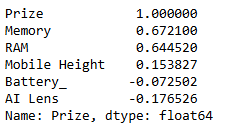 Prize 1.000000
Memory 0.672100
RAM 0.644520
Mobile Height 0.153827
Battery_ -0.072502
AI Lens -0.176526
Name: Prize, dtype: float64